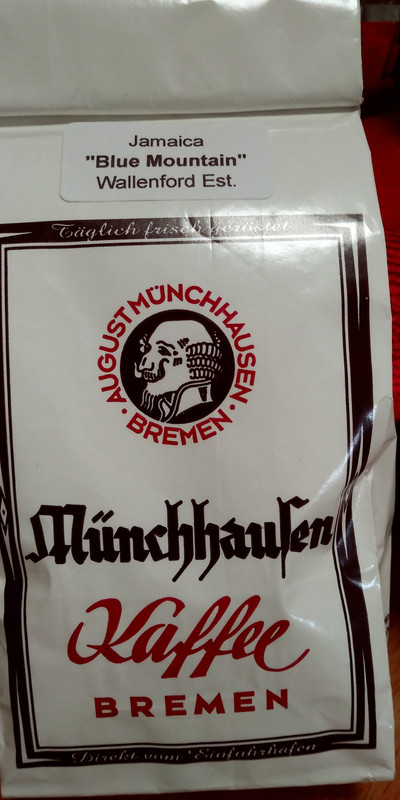 Jamaica
"Blue Mountain"
Wallenford Est.
Täglich frisch geröstet
AUGUST MÜNCHHAUSEN
· BREMEN ·
Münchhauſen
Kaffee
BREMEN
Direkt vom Einfuhrhafen